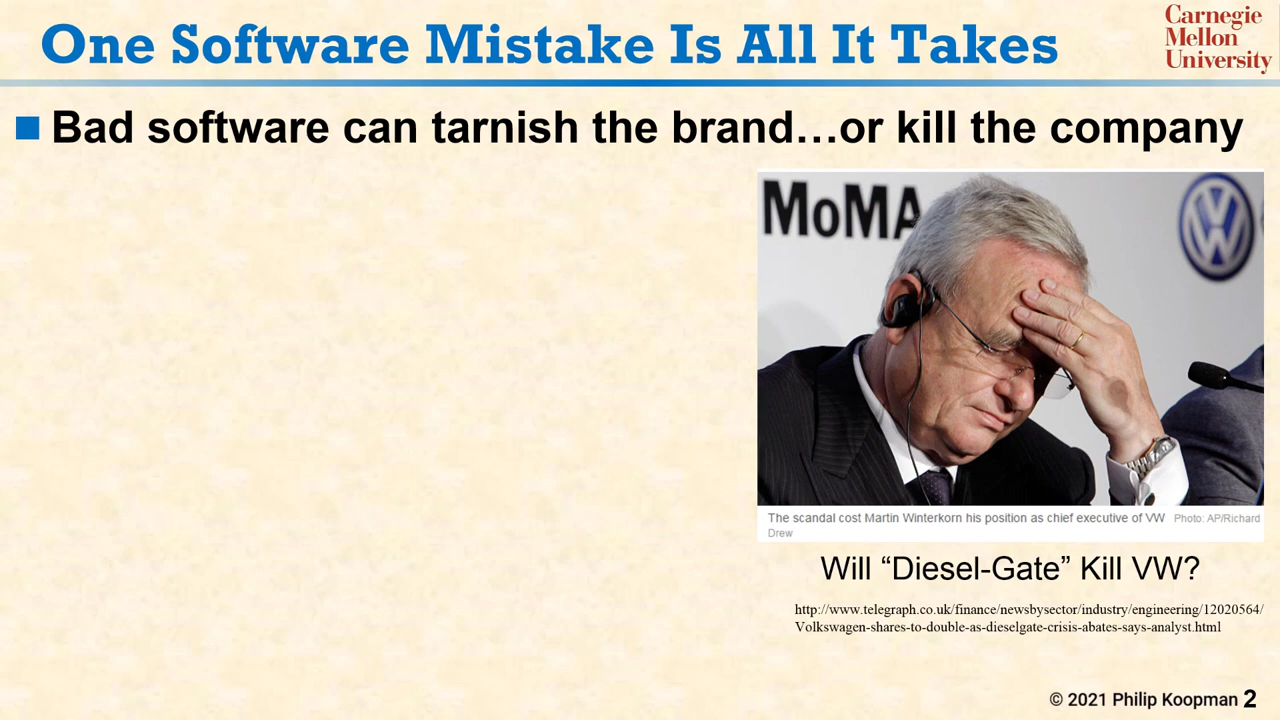 One Software Mistake Is All It Takes
Carnegie
Mellon
University
Bad software can tarnish the brand…or kill the company
MoMA
VW
The scandal cost Martin Winterkorn his position as chief executive of VW Photo: AP/Richard
Drew
Will “Diesel-Gate” Kill VW?
http://www.telegraph.co.uk/finance/newsbysector/industry/engineering/12020564/
Volkswagen-shares-to-double-as-dieselgate-crisis-abates-says-analyst.html
© 2021 Philip Koopman 2